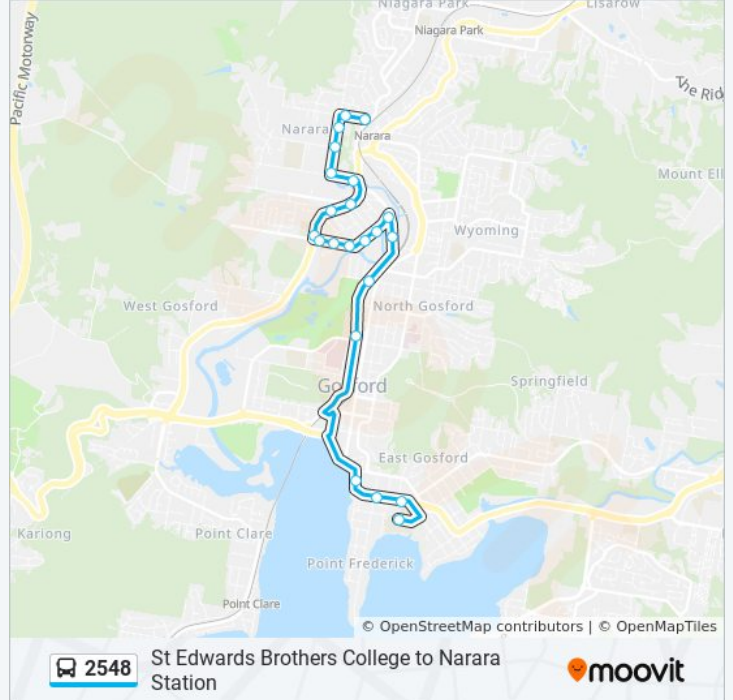 Niagara Park
Lisarow
Niagara Park
Pacific Motorway
The Rid
Narara
Narara
Mount Ell
Wyoming
West Gosford
North Gosford
Gosford
Springfield
East Gosford
Kariong
Point Clare
Point Frederick
Point Clare
© OpenStreetMap contributors | © OpenMapTiles
2548
St Edwards Brothers College to Narara
Station
moovit